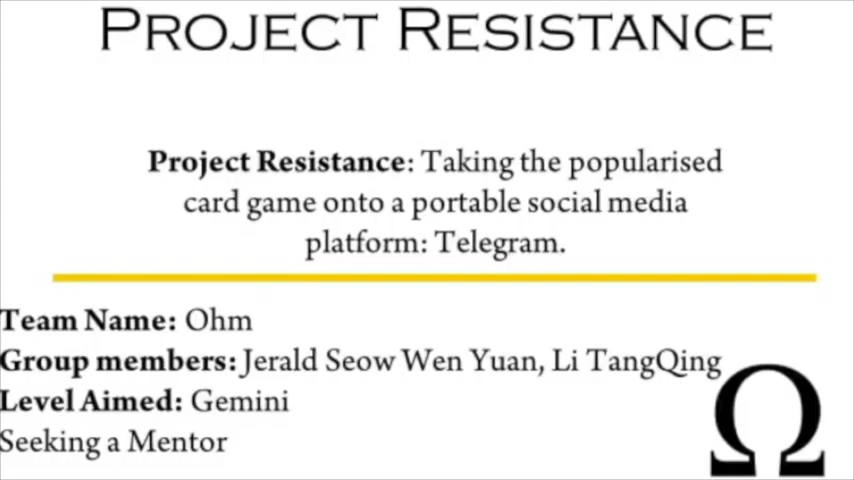 PROJECT RESISTANCE
Project Resistance: Taking the popularised
card game onto a portable social media
platform: Telegram.
Team Name: Ohm
Group members: Jerald Seow Wen Yuan, Li TangQing
Level Aimed: Gemini
Seeking a Mentor
Ω